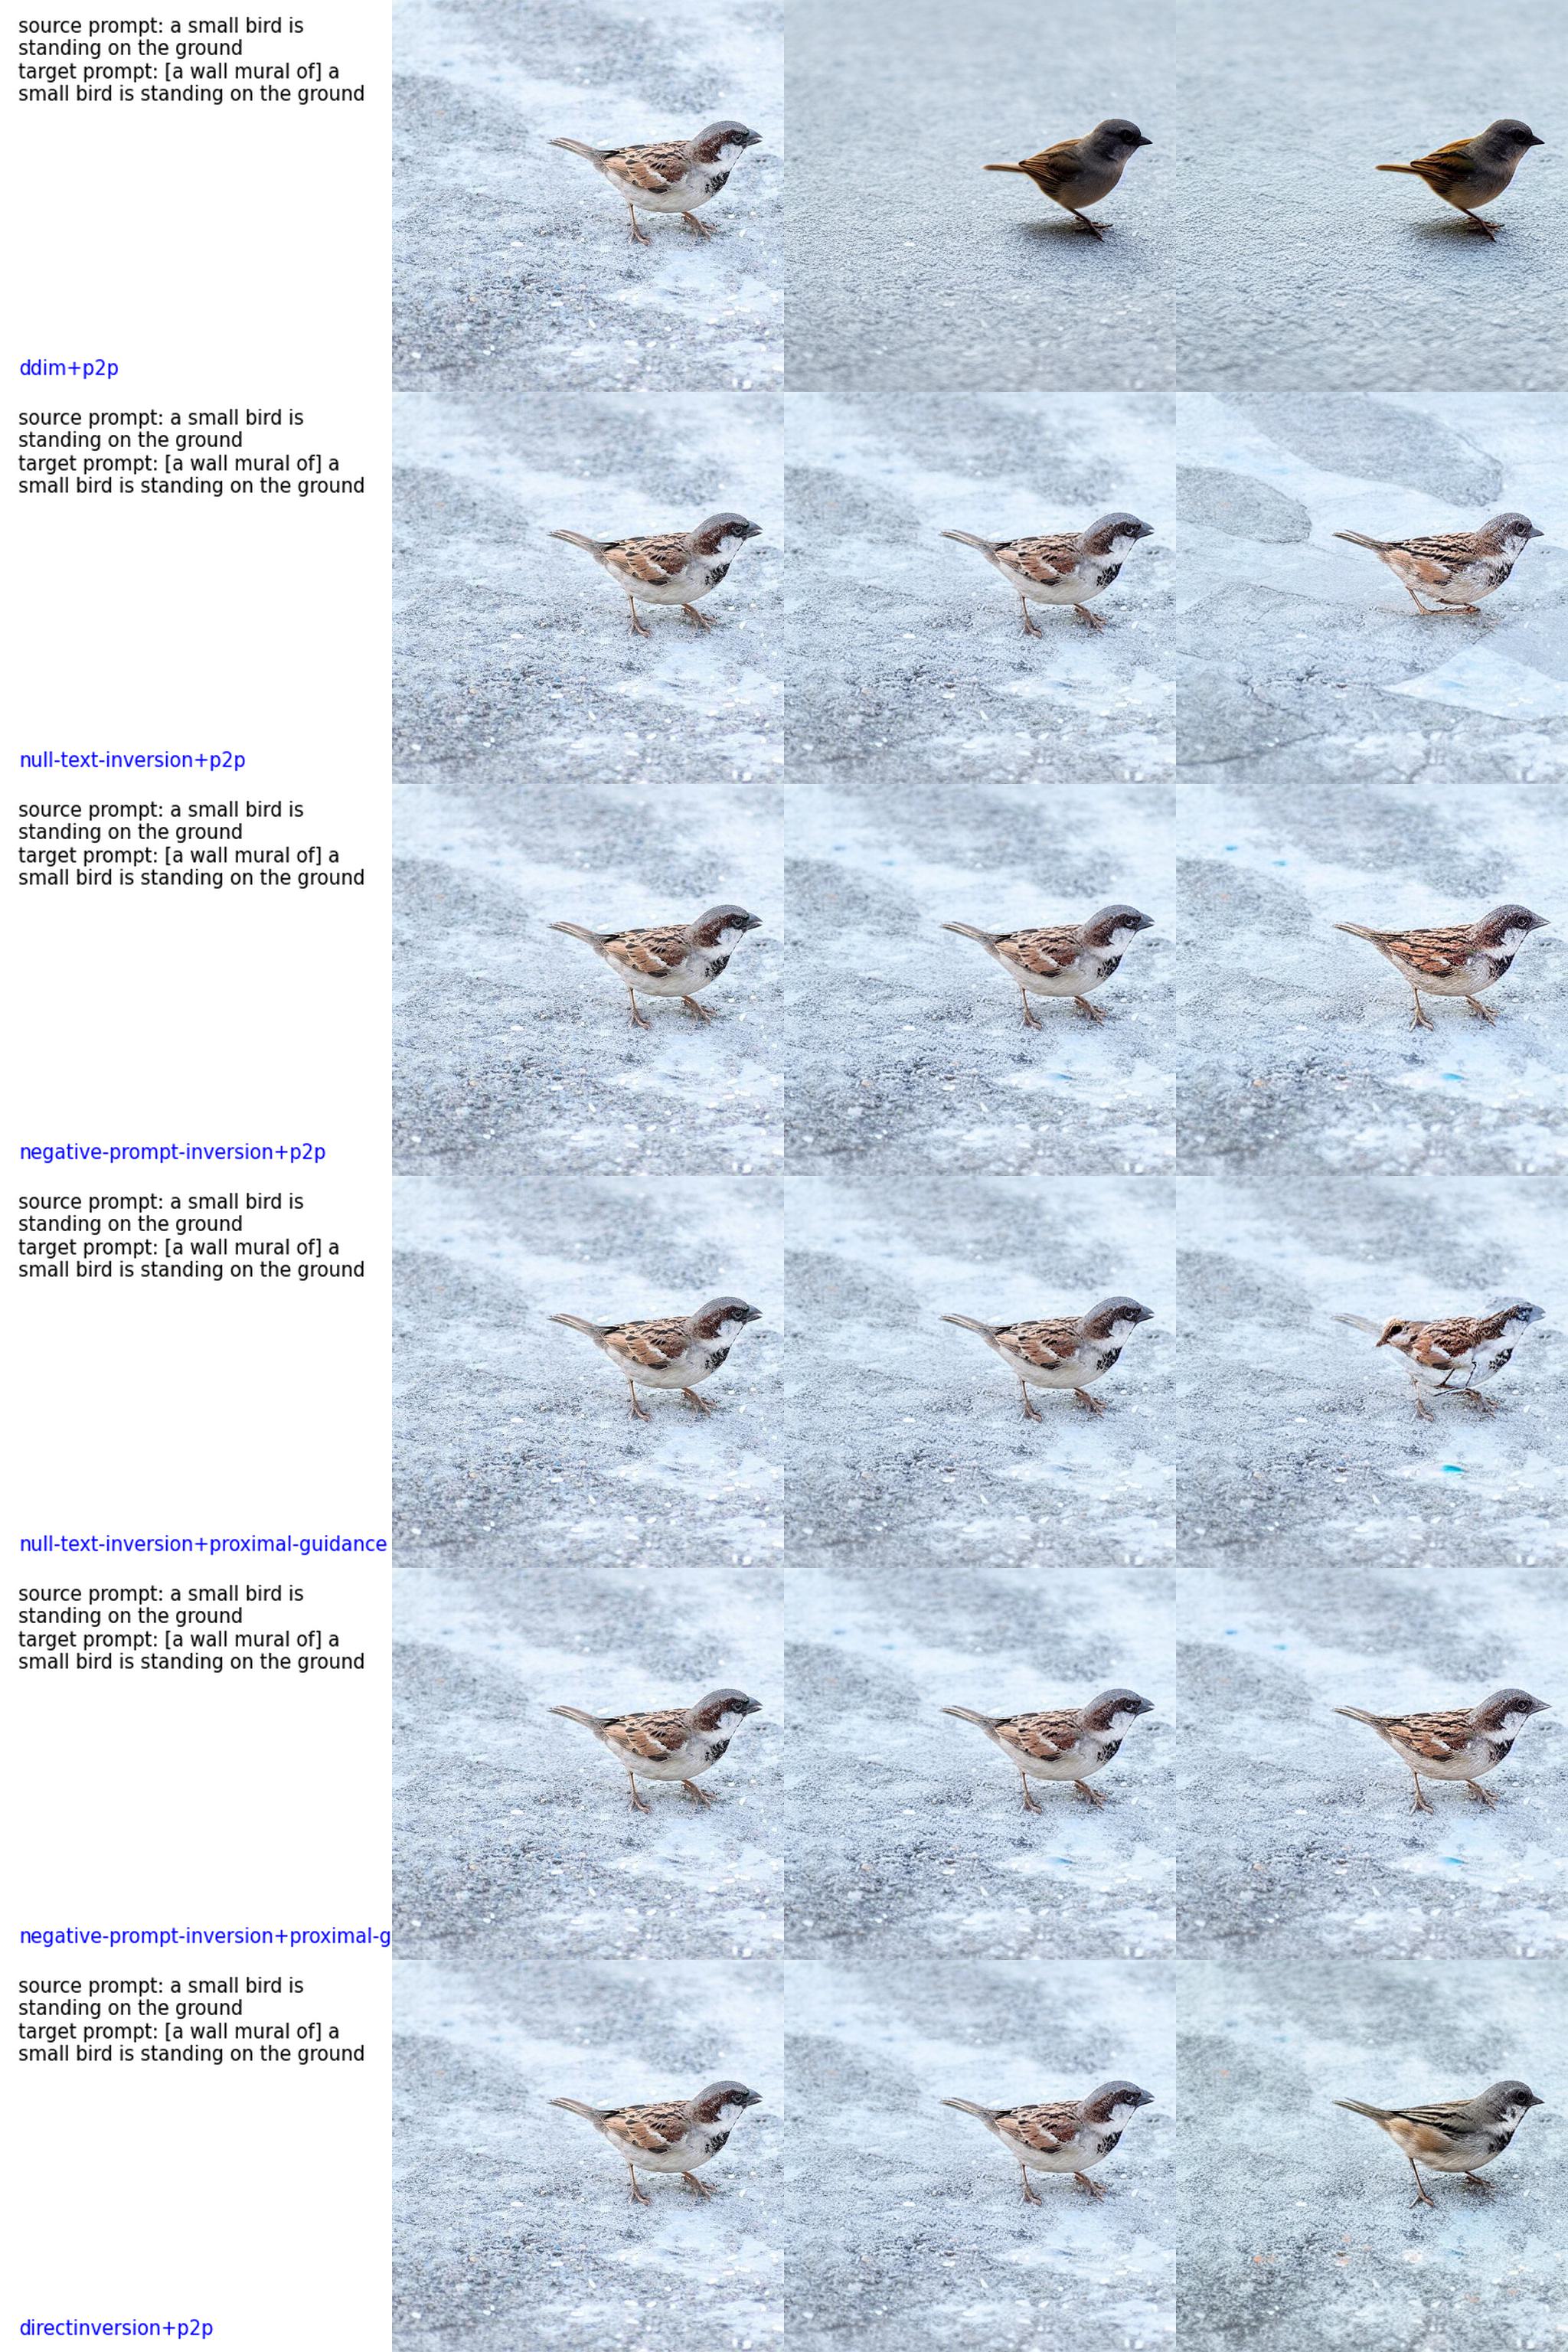 source prompt: a small bird is
standing on the ground
target prompt: [a wall mural of] a
small bird is standing on the ground
ddim+p2p
source prompt: a small bird is
standing on the ground
target prompt: [a wall mural of] a
small bird is standing on the ground
null-text-inversion+p2p
source prompt: a small bird is
standing on the ground
target prompt: [a wall mural of] a
small bird is standing on the ground
negative-prompt-inversion+p2p
source prompt: a small bird is
standing on the ground
target prompt: [a wall mural of] a
small bird is standing on the ground
null-text-inversion+proximal-guidance
source prompt: a small bird is
standing on the ground
target prompt: [a wall mural of] a
small bird is standing on the ground
negative-prompt-inversion+proximal-g
source prompt: a small bird is
standing on the ground
target prompt: [a wall mural of] a
small bird is standing on the ground
directinversion+p2p